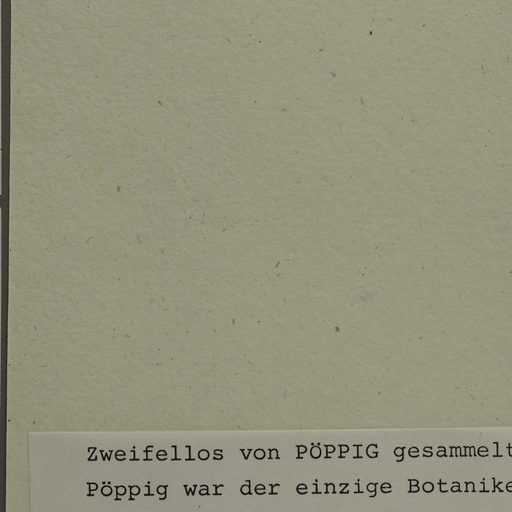 Zweifellos von PÖPPIG gesammelt
Pöppig war der einzige Botanike